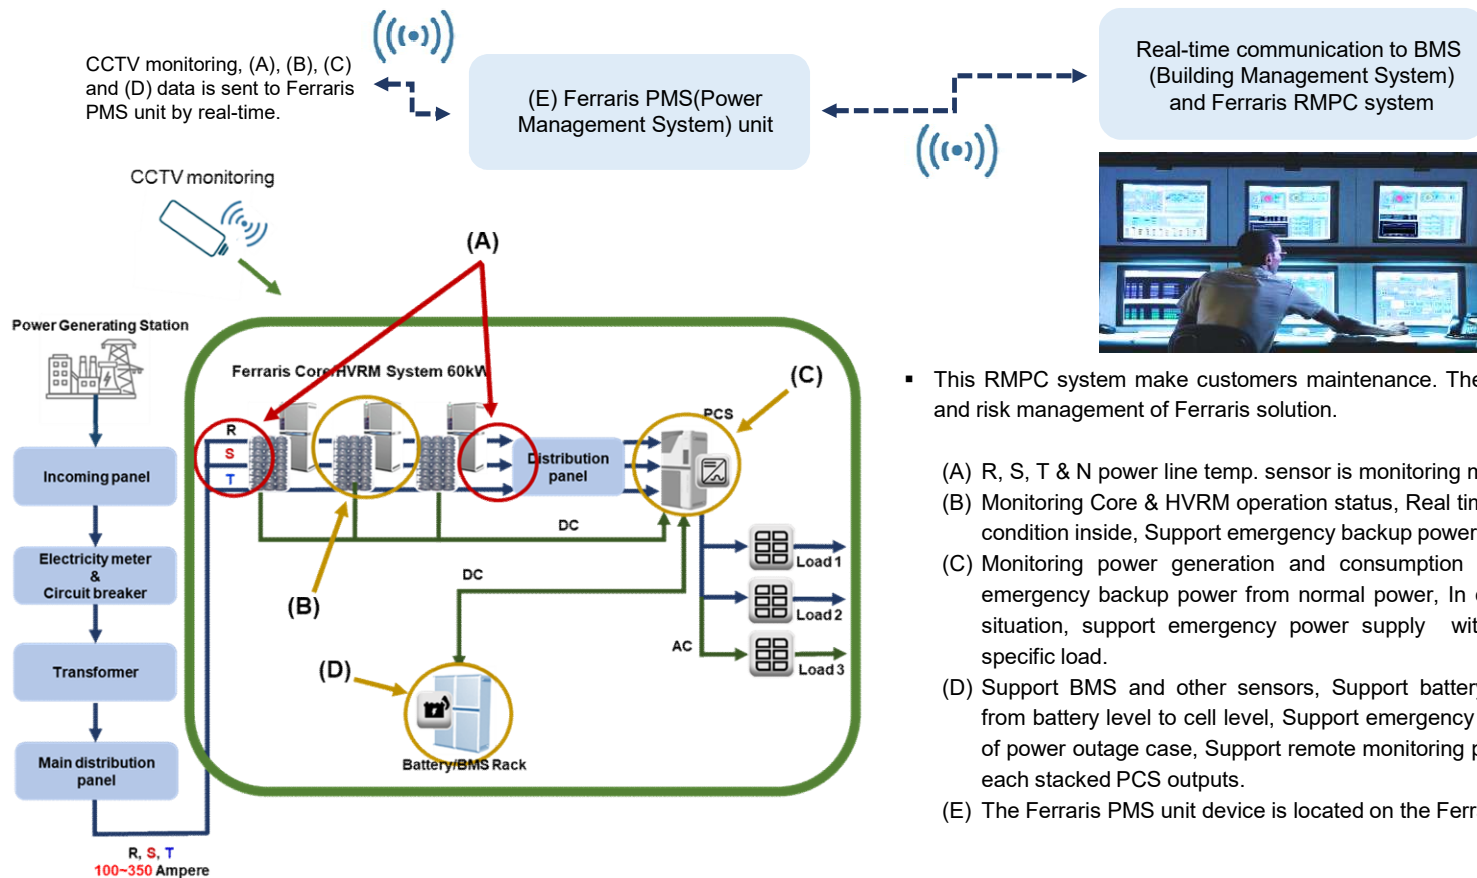 CCTV monitoring, (A), (B), (C)
and (D) data is sent to Ferraris
PMS unit by real-time.
(E) Ferraris PMS(Power
Management System) unit
Real-time communication to BMS
(Building Management System)
and Ferraris RMPC system
CCTV monitoring
(A)
Power Generating Station
Incoming panel
Electricity meter
&
Circuit breaker
Transformer
Main distribution
panel
R, S, T
100~350 Ampere
Ferraris Core/HVRM System 60kW
R
S
T
(B)
Distribution
panel
PCS
(C)
DC
DC
AC
Load 1
Load 2
Load 3
(D)
Battery/BMS Rack
▪ This RMPC system make customers maintenance. The
and risk management of Ferraris solution.
(A) R, S, T & N power line temp. sensor is monitoring
(B) Monitoring Core & HVRM operation status, Real
condition inside, Support emergency backup power
(C) Monitoring power generation and consumption
emergency backup power from normal power, In
situation, support emergency power supply
specific load.
(D) Support BMS and other sensors, Support battery
from battery level to cell level, Support emergency
of power outage case, Support remote monitoring
each stacked PCS outputs.
(E) The Ferraris PMS unit device is located on the